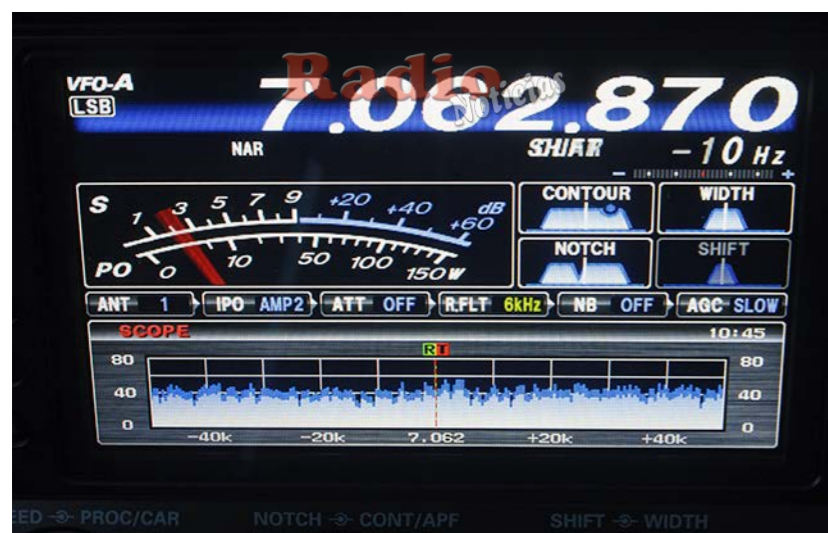 Radio
Noticias
VFO-A
LSB
7.062.870
NAR
-10 Hz
- +
S 1 3 5 7 9 +20 +40 +60 dB
PO 0 10 50 100 150 W
CONTOUR WIDTH
NOTCH SHIFT
ANT 1 IPO AMP2 ATT OFF R.FLT 6kHz NB OFF AGC SLOW
SCOPE 10:45
R T
80 80
40 40
0 0
-40k -20k 7.062 +20k +40k
EED PROC/CAR NOTCH CONT/APF SHIFT WIDTH